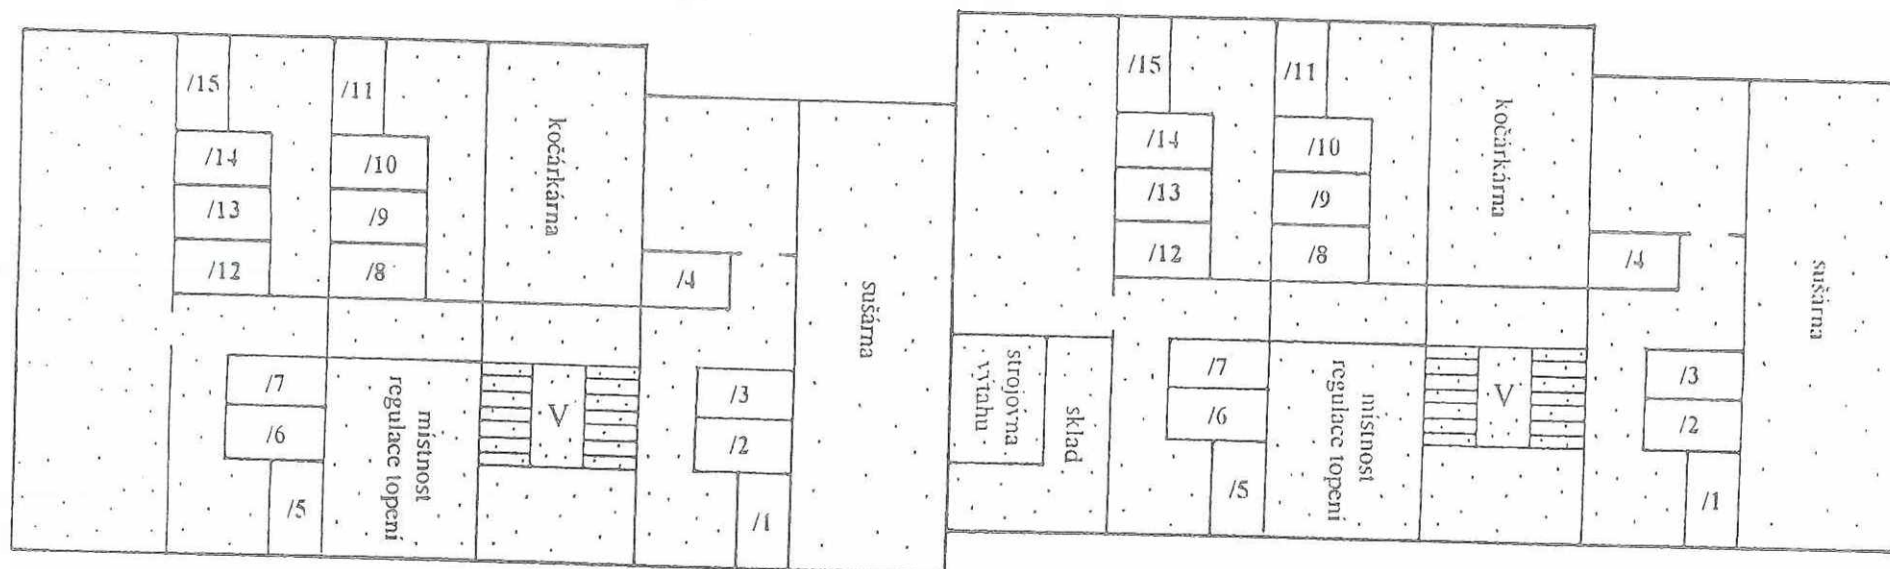 /15
/11
/14
/10
/13
/9
/12
/8
kočárkárna
/4
sušárna
/7
/6
/5
místnost
regulace topení
V
/3
/2
/1
/15
/11
/14
/10
/13
/9
/12
/8
kočárkárna
/4
sušárna
strojovna
výtahu
sklad
/7
/6
/5
místnost
regulace topení
V
/3
/2
/1